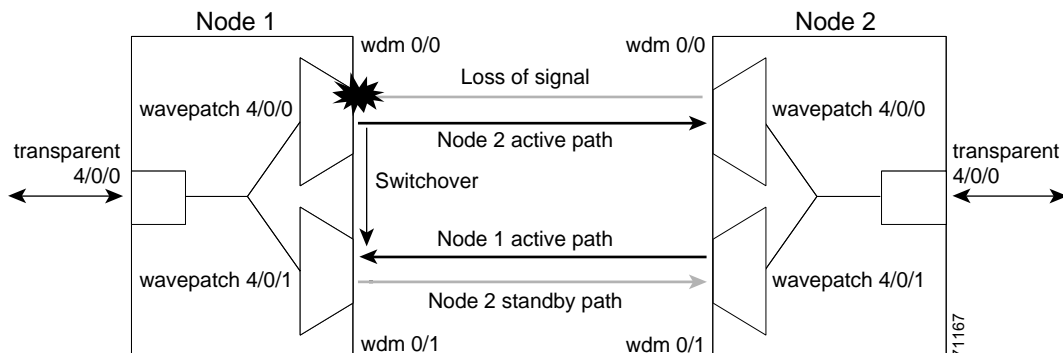 Node 1
Node 2
wdm 0/0
wdm 0/0
Loss of signal
wavepatch 4/0/0
wavepatch 4/0/0
Node 2 active path
transparent
4/0/0
transparent
4/0/0
Switchover
Node 1 active path
wavepatch 4/0/1
wavepatch 4/0/1
Node 2 standby path
wdm 0/1
wdm 0/1
71167